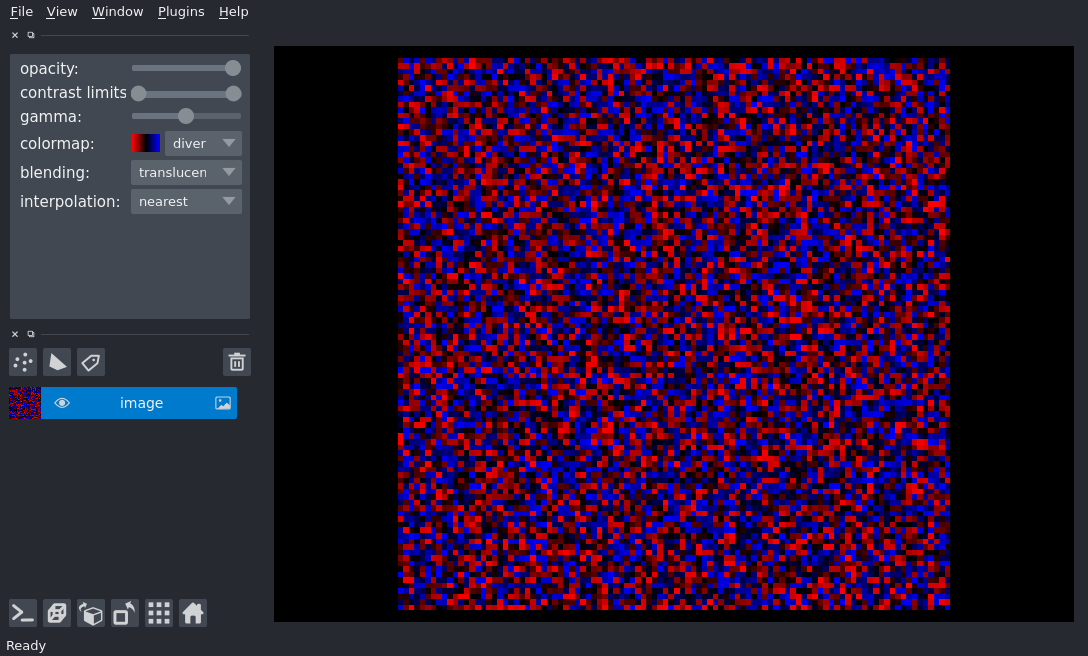 File View Window Plugins Help
opacity:
contrast limits
gamma:
colormap: diver
blending: translucen
interpolation: nearest
image
Ready